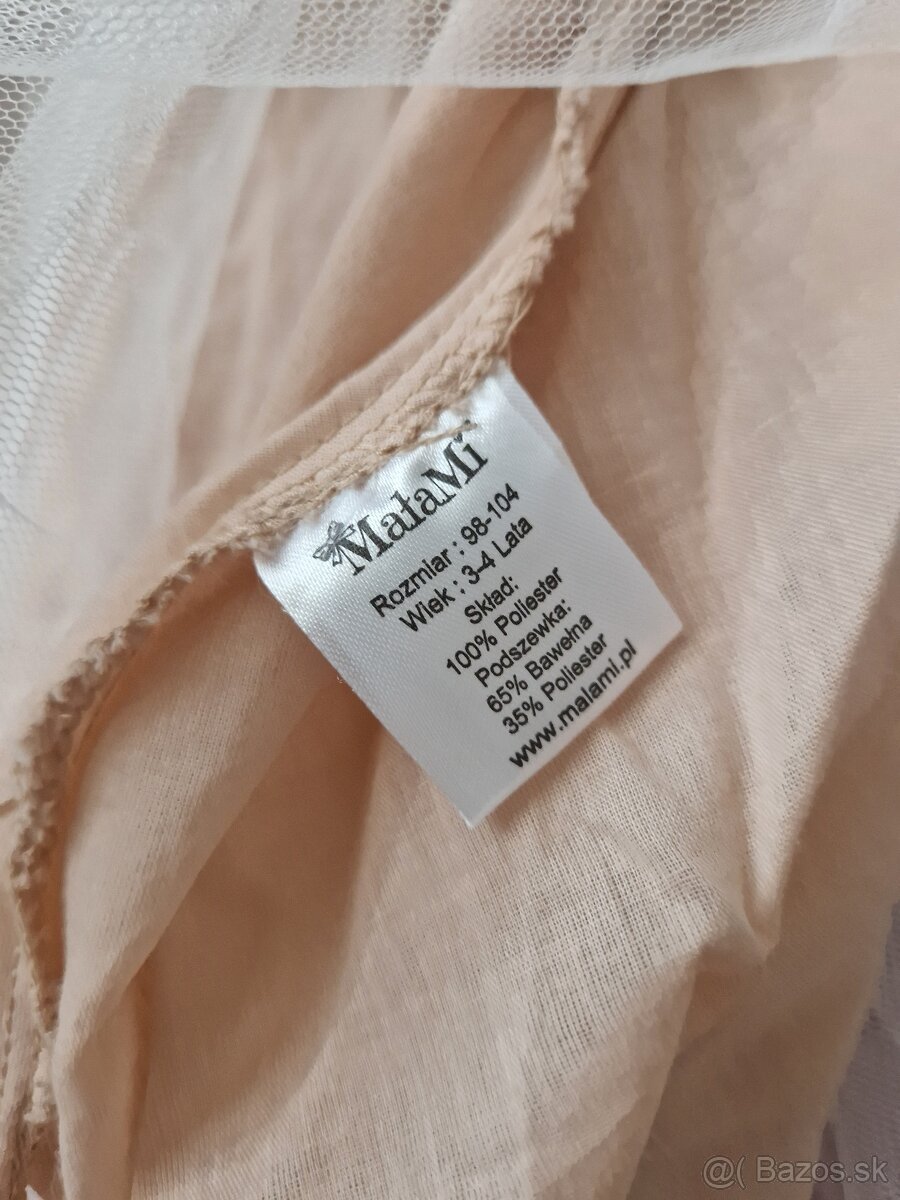 MałaMi
Rozmiar : 98-104
Wiek : 3-4 Lata
Skład:
100% Poliester
Podszewka:
65% Bawełna
35% Poliester
www.malami.pl
@( Bazos.sk